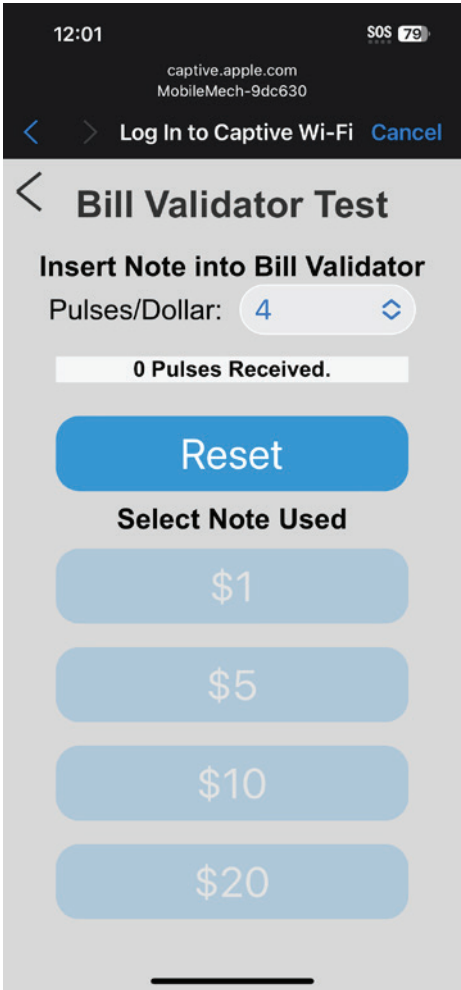 12:01 SOS 79
captive.apple.com
MobileMech-9dc630
Log In to Captive Wi-Fi Cancel
Bill Validator Test
Insert Note into Bill Validator
Pulses/Dollar: 4
0 Pulses Received.
Reset
Select Note Used
$1
$5
$10
$20